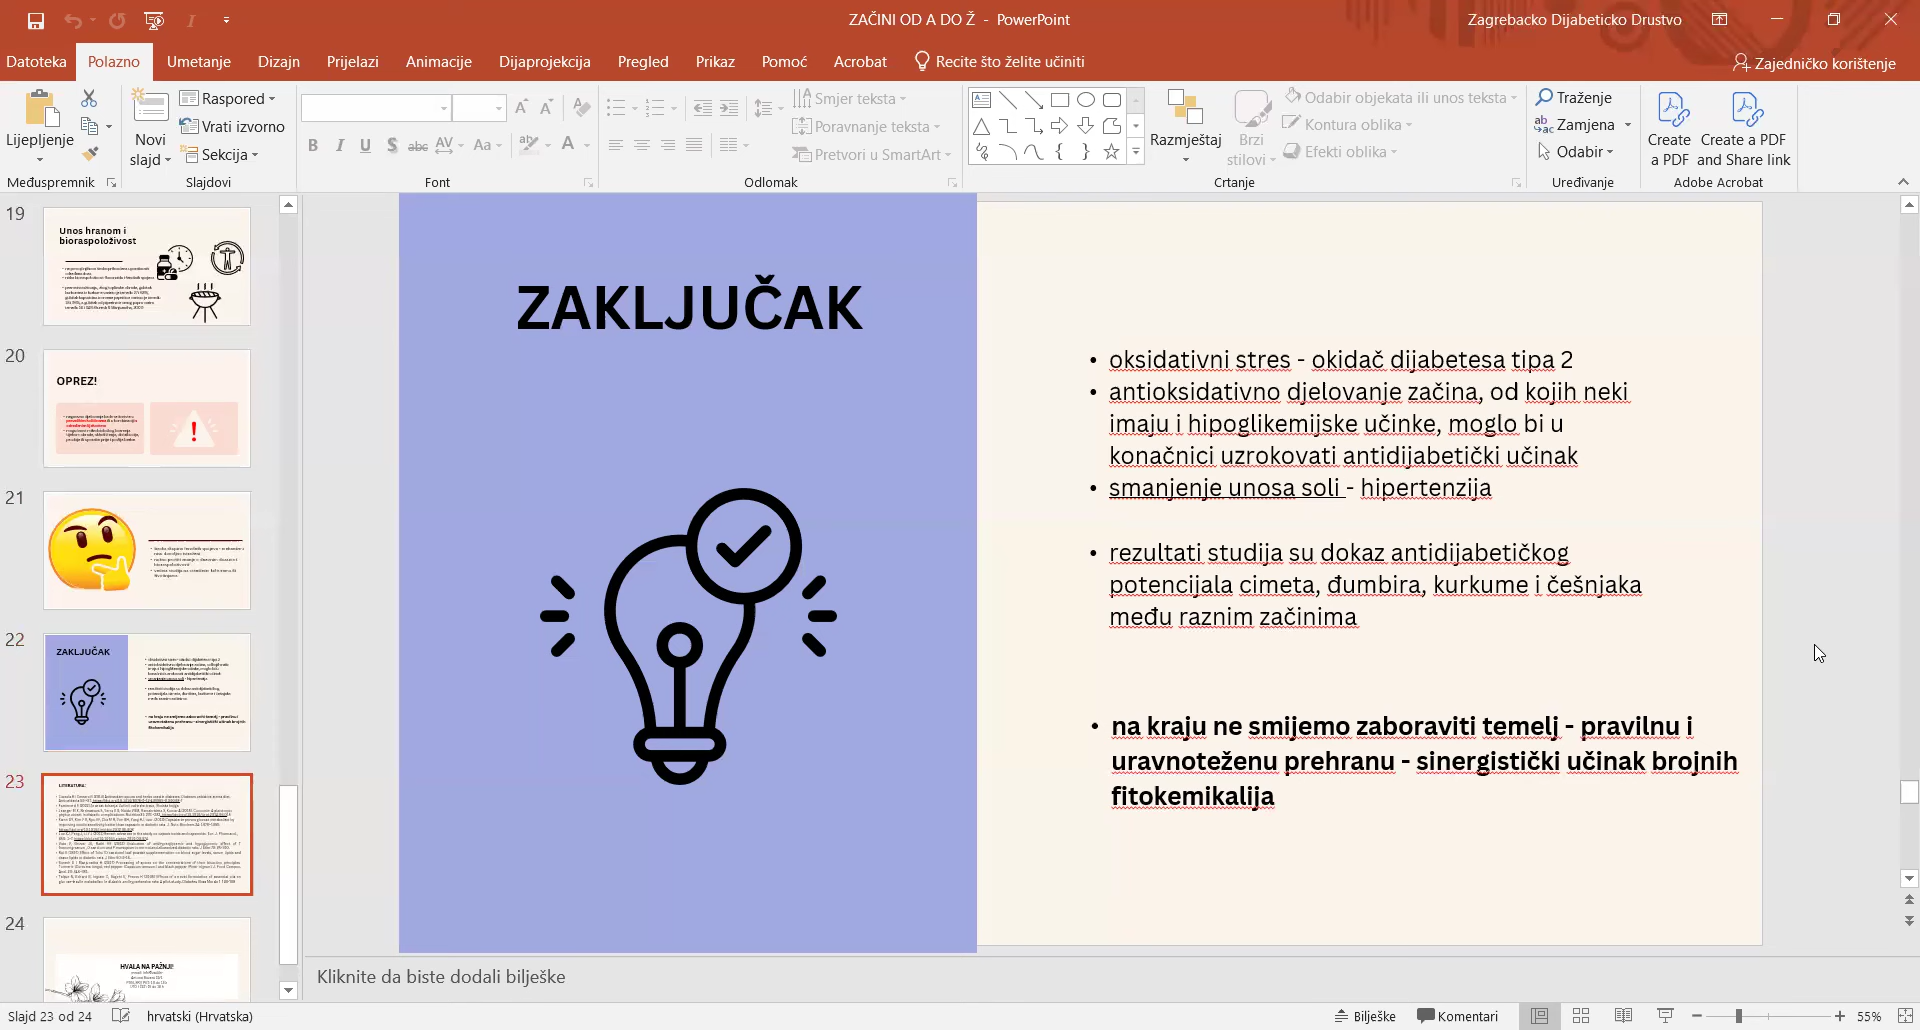 ZAČINI OD A DO Ž - PowerPoint
Zagrebacko Dijabeticko Drustvo
Datoteka Polazno Umetanje Dizajn Prijelazi Animacije Dijaprojekcija Pregled Prikaz Pomoć Acrobat Recite što želite učiniti
Zajedničko korištenje
Lijepljenje
Međuspremnik
Novi slajd
Raspored
Vrati izvorno
Sekcija
Slajdovi
Font
Smjer teksta
Poravnanje teksta
Pretvori u SmartArt
Odlomak
Razmještaj
Brzi stilovi
Odabir objekata ili unos teksta
Kontura oblika
Efekti oblika
Crtanje
Traženje
Zamjena
Odabir
Uređivanje
Create a PDF
Create a PDF and Share link
Adobe Acrobat
19
Unos hranom i
bioraspoloživost
20
OPREZ!
21
22
ZAKLJUČAK
23
LITERATURA:
24
HVALA NA PAŽNJI!
ZAKLJUČAK
• oksidativni stres - okidač dijabetesa tipa 2
• antioksidativno djelovanje začina, od kojih neki
imaju i hipoglikemijske učinke, moglo bi u
konačnici uzrokovati antidijabetički učinak
• smanjenje unosa soli - hipertenzija
• rezultati studija su dokaz antidijabetičkog
potencijala cimeta, đumbira, kurkume i češnjaka
među raznim začinima
• na kraju ne smijemo zaboraviti temelj - pravilnu i
uravnoteženu prehranu - sinergistički učinak brojnih
fitokemikalija
Kliknite da biste dodali bilješke
Slajd 23 od 24
hrvatski (Hrvatska)
Bilješke
Komentari
55%